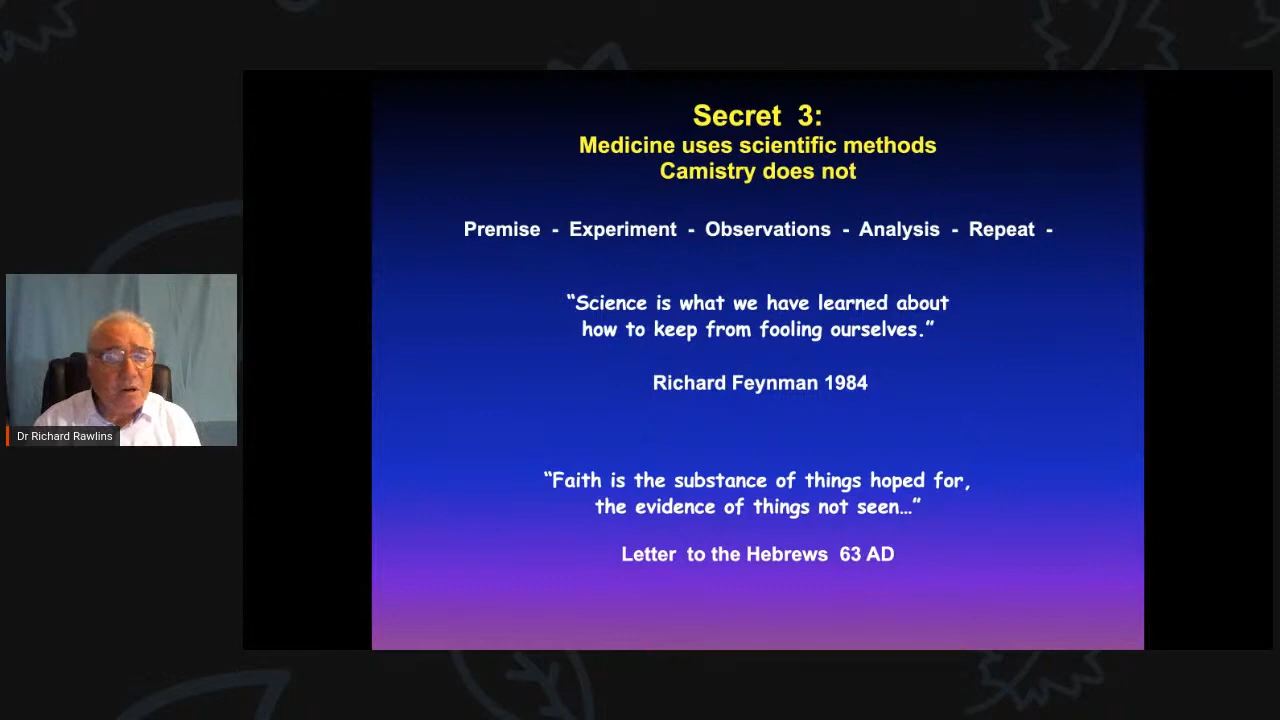 Secret 3:
Medicine uses scientific methods
Camistry does not
Premise - Experiment - Observations - Analysis - Repeat -
“Science is what we have learned about
how to keep from fooling ourselves.”
Richard Feynman 1984
“Faith is the substance of things hoped for,
the evidence of things not seen…”
Letter to the Hebrews 63 AD
Dr Richard Rawlins